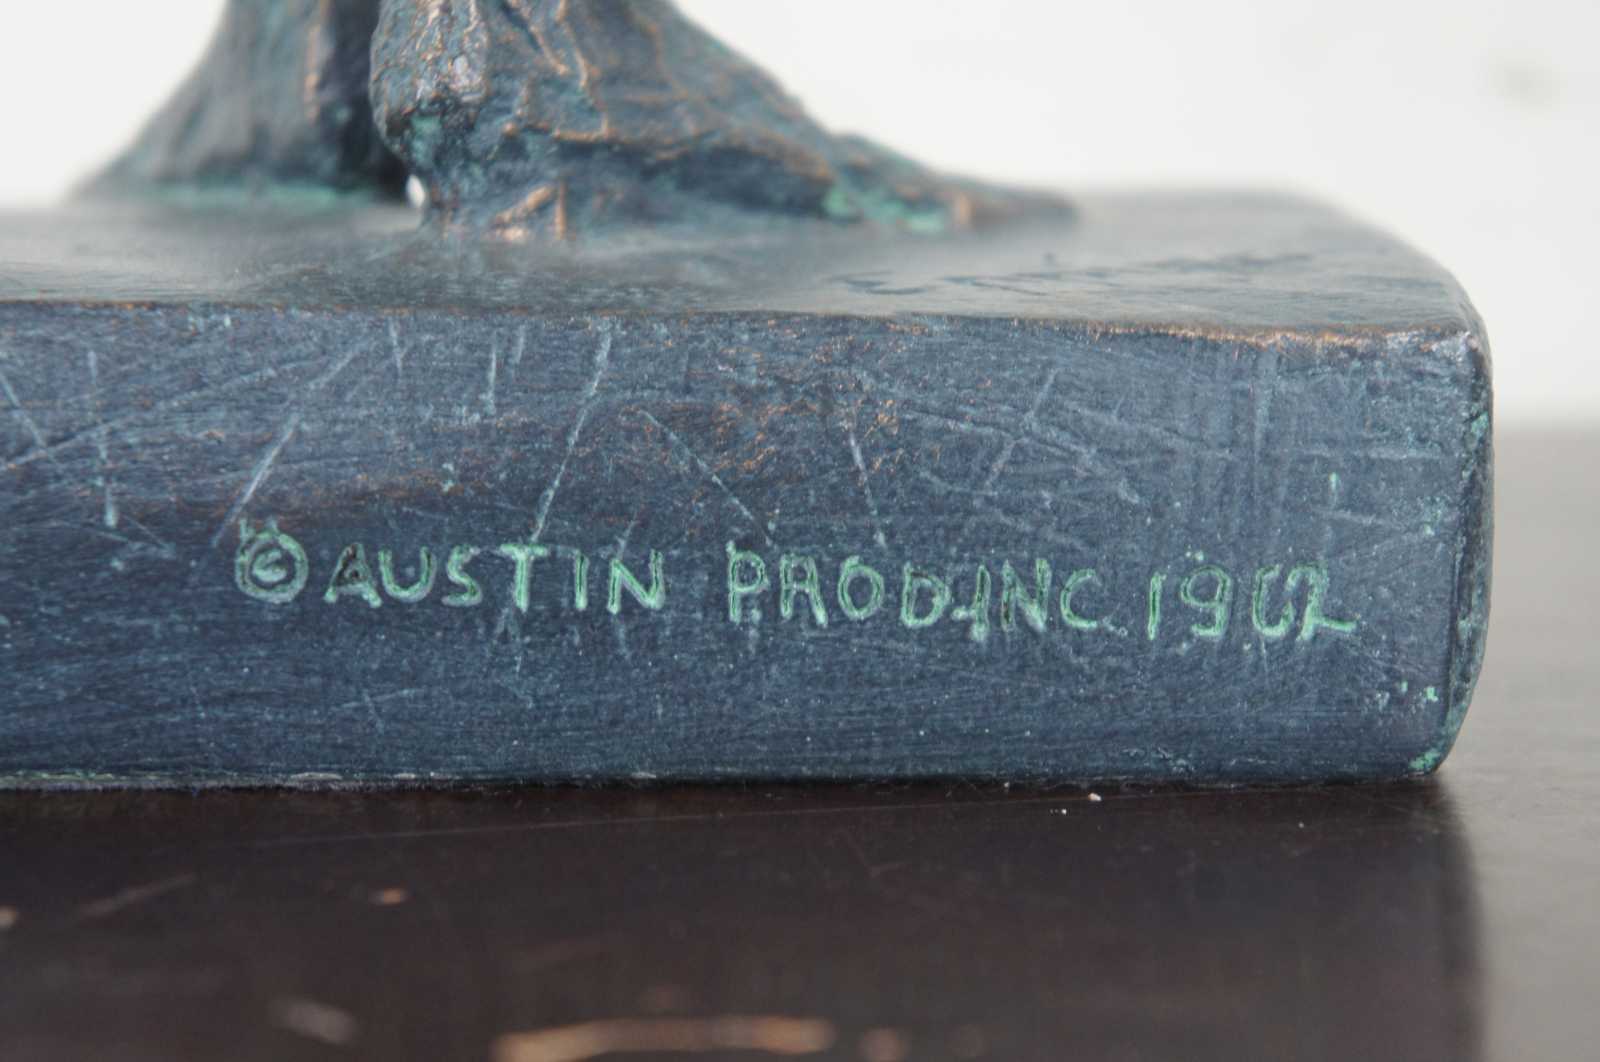 © AUSTIN PROD. INC. 1962